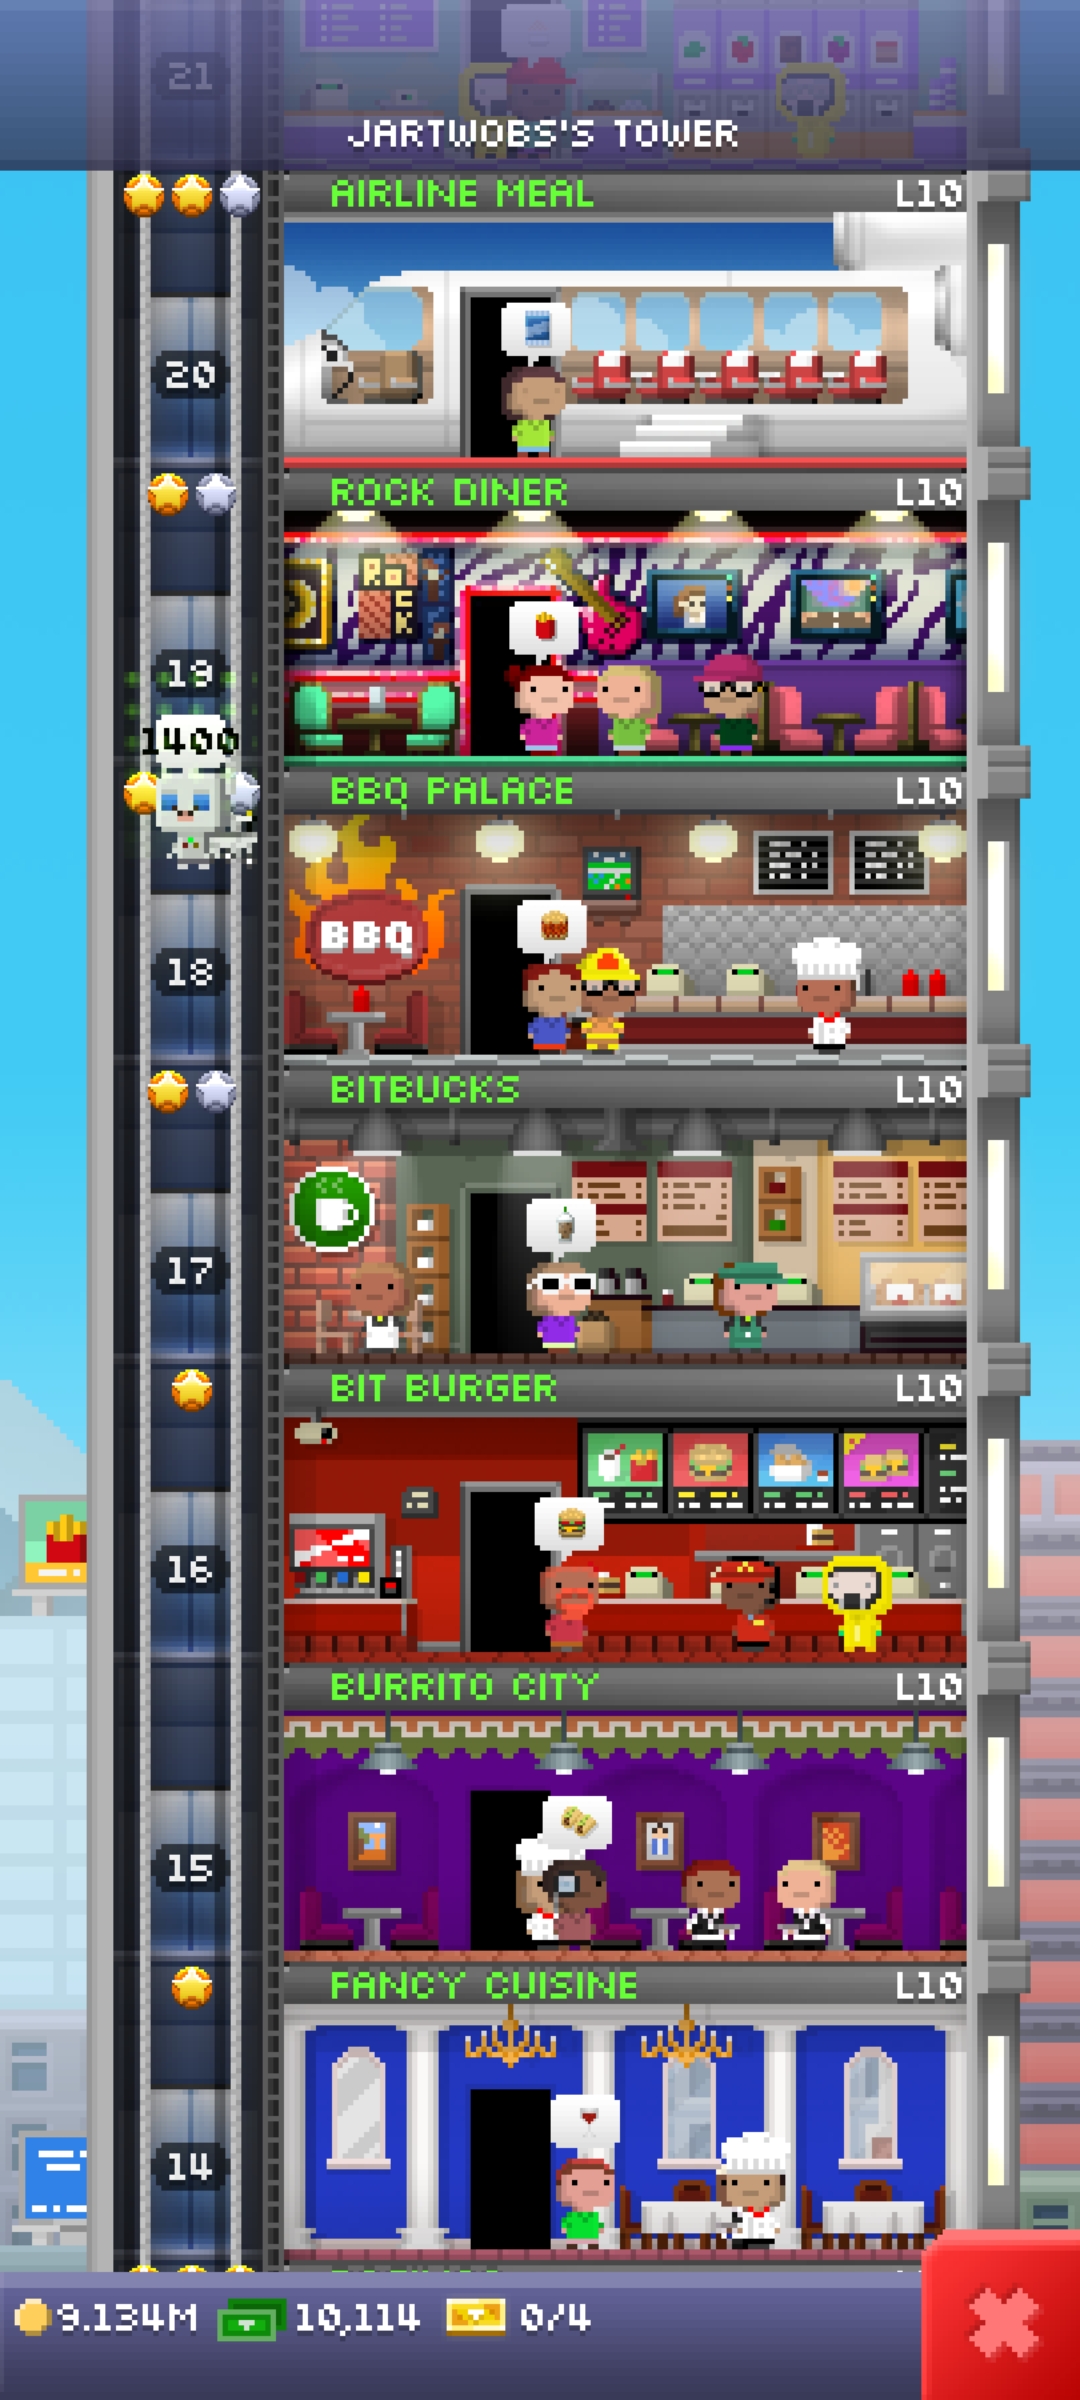 21
JARTWOBS'S TOWER
AIRLINE MEAL L10
20
ROCK DINER L10
ROCK
19
1400
BBQ PALACE L10
BBQ
18
BITBUCKS L10
17
BIT BURGER L10
16
BURRITO CITY L10
15
FANCY CUISINE L10
14
9.134M 10,114 0/4